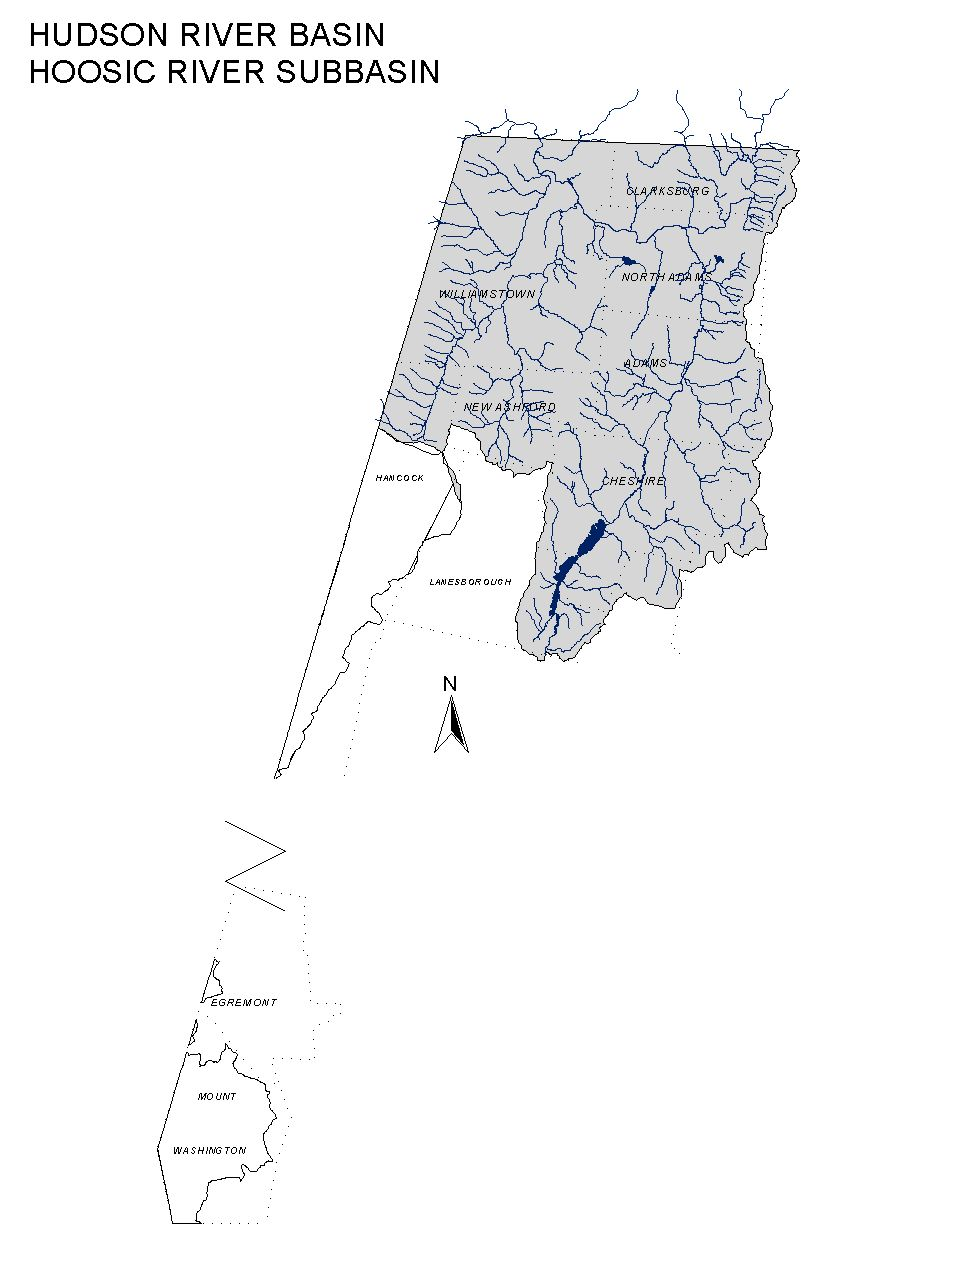 HUDSON RIVER BASIN
HOOSIC RIVER SUBBASIN
CLARKSBURG
NORTH ADAMS
WILLIAMSTOWN
ADAMS
NEW ASHFORD
HANCOCK
CHESHIRE
LANESBOROUGH
N
EGREMONT
MOUNT
WASHINGTON